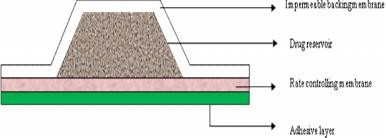 Impermeable backing membrane
Drug reservoir
Rate controlling membrane
Adhesive layer